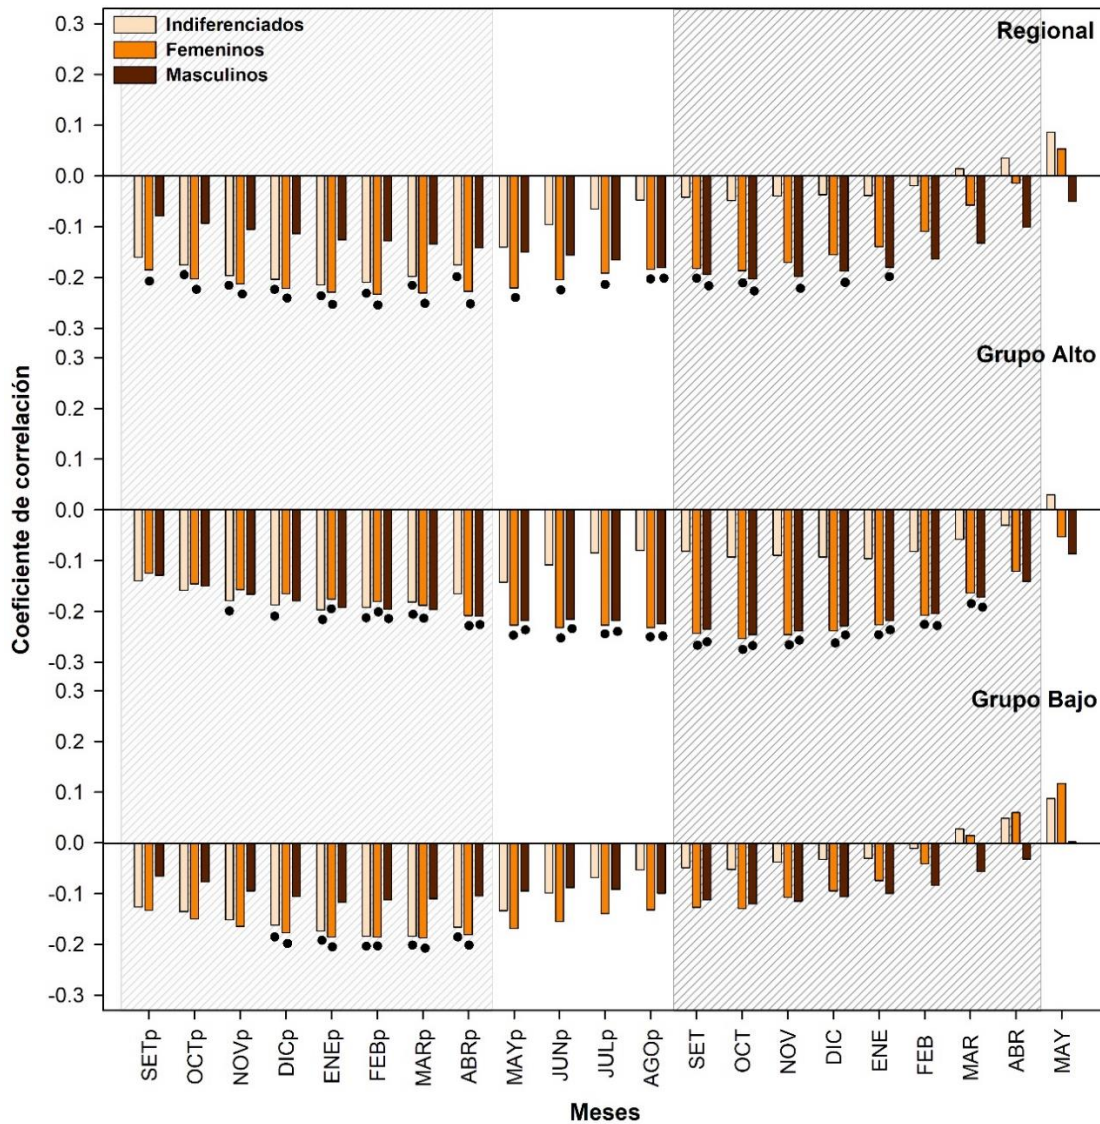 Indiferenciados
Femeninos
Masculinos
Regional
0.3
0.2
0.1
0.0
-0.1
-0.2
-0.3
Grupo Alto
0.3
0.2
0.1
0.0
-0.1
-0.2
-0.3
Grupo Bajo
0.3
0.2
0.1
0.0
-0.1
-0.2
-0.3
Coeficiente de correlación
SETp
OCTp
NOVp
DICp
ENEp
FEBp
MARp
ABRp
MAYp
JUNp
JULp
AGOp
SET
OCT
NOV
DIC
ENE
FEB
MAR
ABR
MAY
Meses